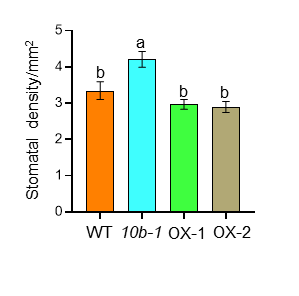 Stomatal density/mm²
5
4
3
2
1
0
b
a
b
b
WT 10b-1 OX-1 OX-2